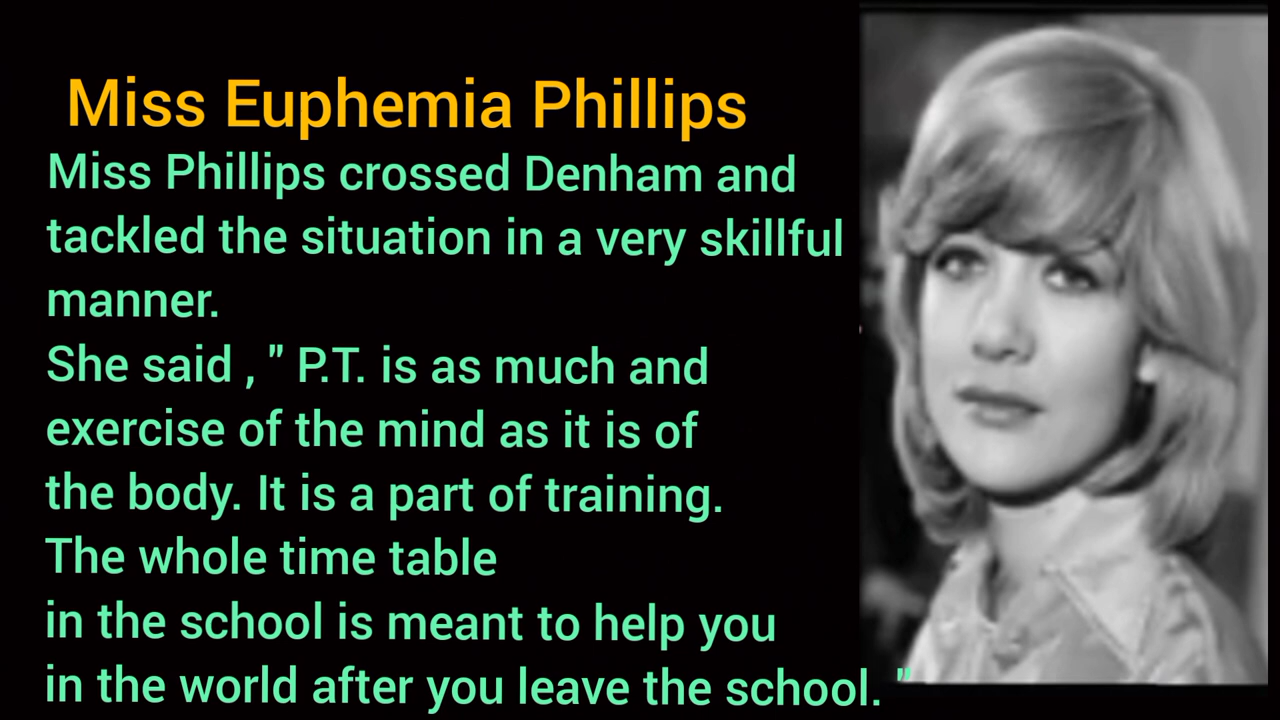 Miss Euphemia Phillips
Miss Phillips crossed Denham and
tackled the situation in a very skillful
manner.
She said , " P.T. is as much and
exercise of the mind as it is of
the body. It is a part of training.
The whole time table
in the school is meant to help you
in the world after you leave the school. "